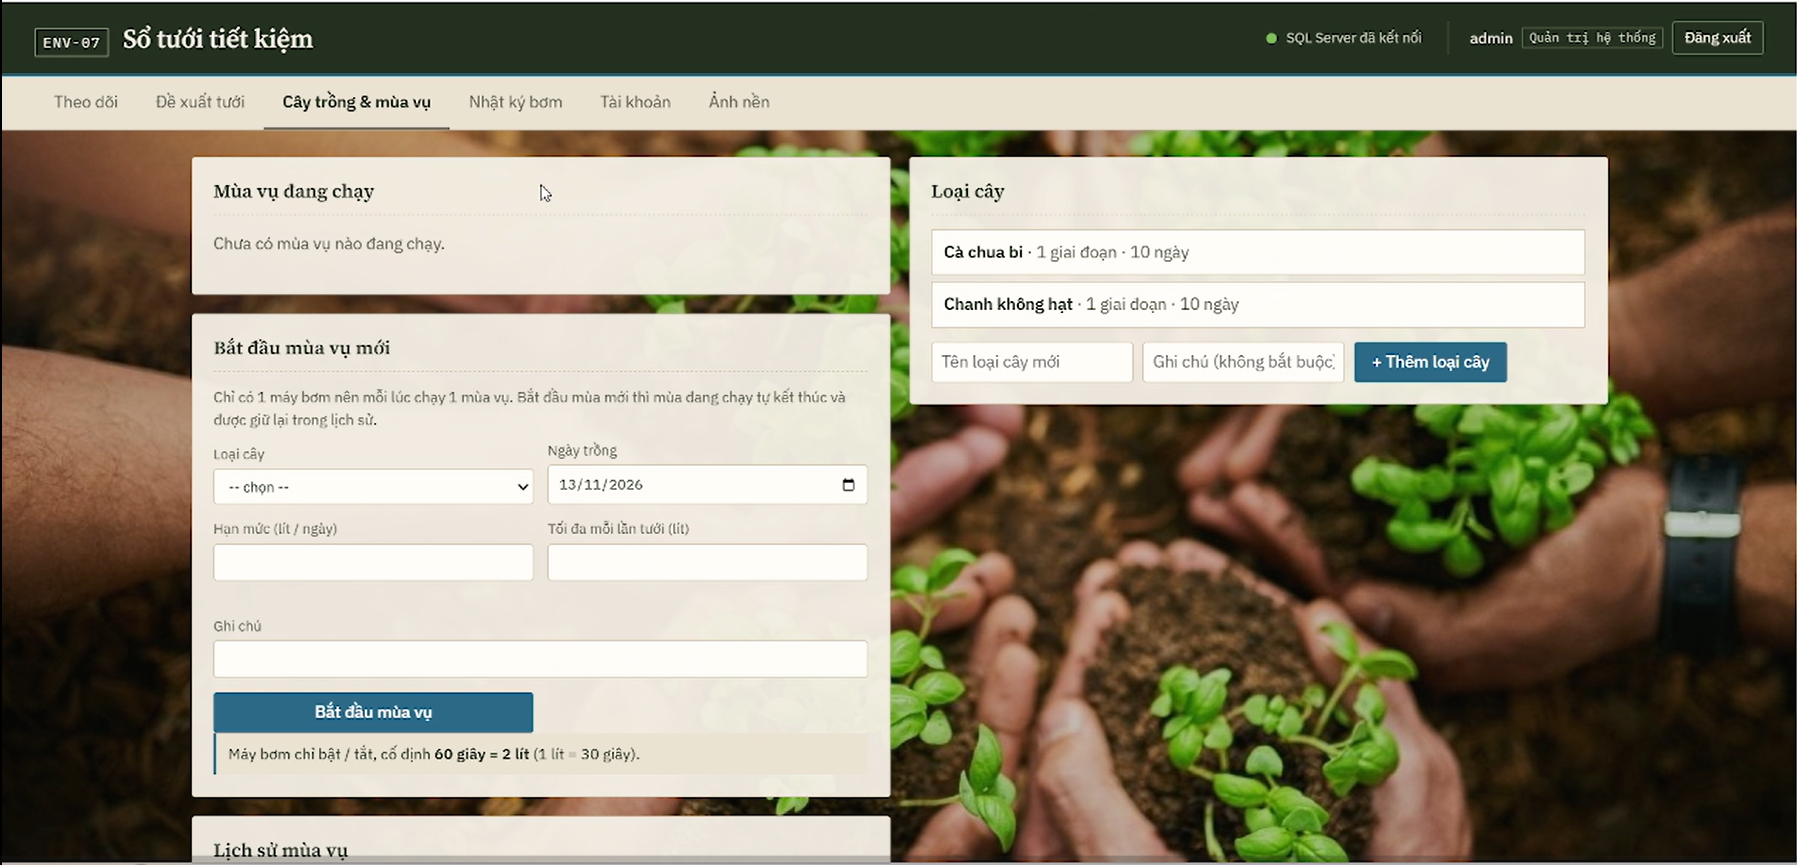 ENV-07 Sổ tưới tiết kiệm
SQL Server đã kết nối admin Quản trị hệ thống Đăng xuất
Theo dõi Đề xuất tưới Cây trồng & mùa vụ Nhật ký bơm Tài khoản Ảnh nền
Mùa vụ đang chạy
Chưa có mùa vụ nào đang chạy.
Bắt đầu mùa vụ mới
Chỉ có 1 máy bơm nên mỗi lúc chạy 1 mùa vụ. Bắt đầu mùa mới thì mùa đang chạy tự kết thúc và
được giữ lại trong lịch sử.
Loại cây Ngày trồng
-- chọn -- 13/11/2026
Hạn mức (lít / ngày) Tối đa mỗi lần tưới (lít)
Ghi chú
Bắt đầu mùa vụ
Máy bơm chỉ bật / tắt, cố định 60 giây = 2 lít (1 lít = 30 giây).
Lịch sử mùa vụ
Loại cây
Cà chua bi · 1 giai đoạn · 10 ngày
Chanh không hạt · 1 giai đoạn · 10 ngày
Tên loại cây mới Ghi chú (không bắt buộc) + Thêm loại cây